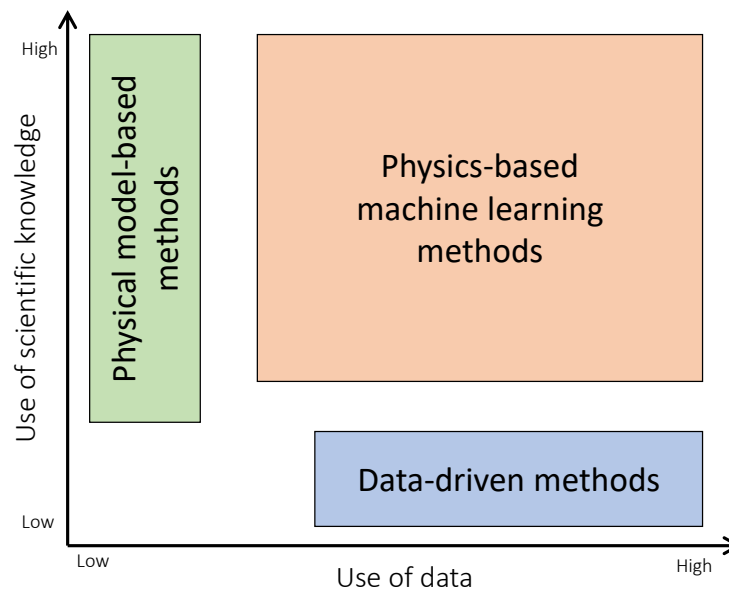 High
Use of scientific knowledge
Low
Physical model-based
methods
Physics-based
machine learning
methods
Data-driven methods
Low
Use of data
High